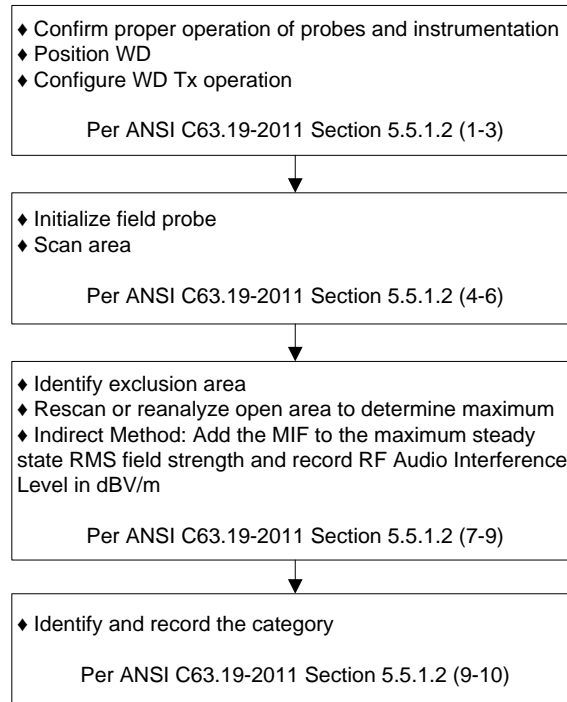 ♦ Confirm proper operation of probes and instrumentation
♦ Position WD
♦ Configure WD Tx operation
Per ANSI C63.19-2011 Section 5.5.1.2 (1-3)
♦ Initialize field probe
♦ Scan area
Per ANSI C63.19-2011 Section 5.5.1.2 (4-6)
♦ Identify exclusion area
♦ Rescan or reanalyze open area to determine maximum
♦ Indirect Method: Add the MIF to the maximum steady
state RMS field strength and record RF Audio Interference
Level in dBV/m
Per ANSI C63.19-2011 Section 5.5.1.2 (7-9)
♦ Identify and record the category
Per ANSI C63.19-2011 Section 5.5.1.2 (9-10)